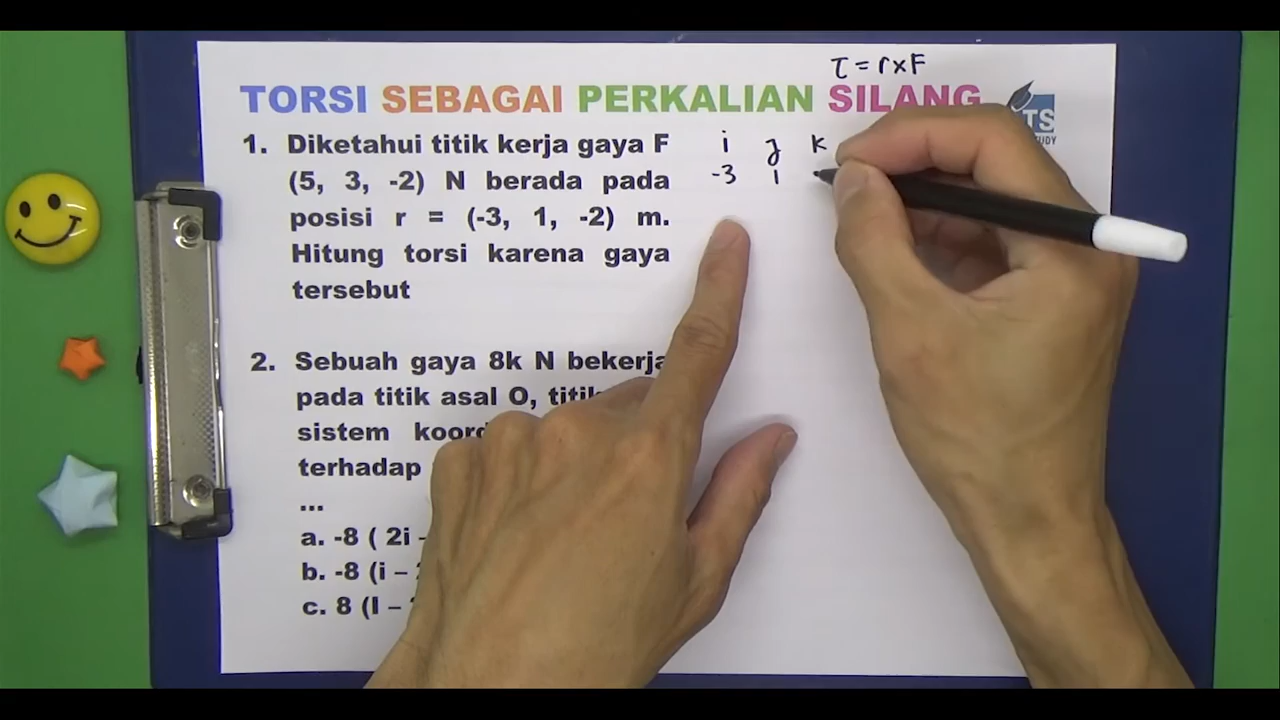 τ = r×F
TORSI SEBAGAI PERKALIAN SILANG
TS
STUDY
1. Diketahui titik kerja gaya F
(5, 3, -2) N berada pada
posisi r = (-3, 1, -2) m.
Hitung torsi karena gaya
tersebut
i j k
-3 1
2. Sebuah gaya 8k N bekerja
pada titik asal O,
sistem
terhadap
...
a. -8 ( 2i -
b. -8 (i –
c. 8 (I –